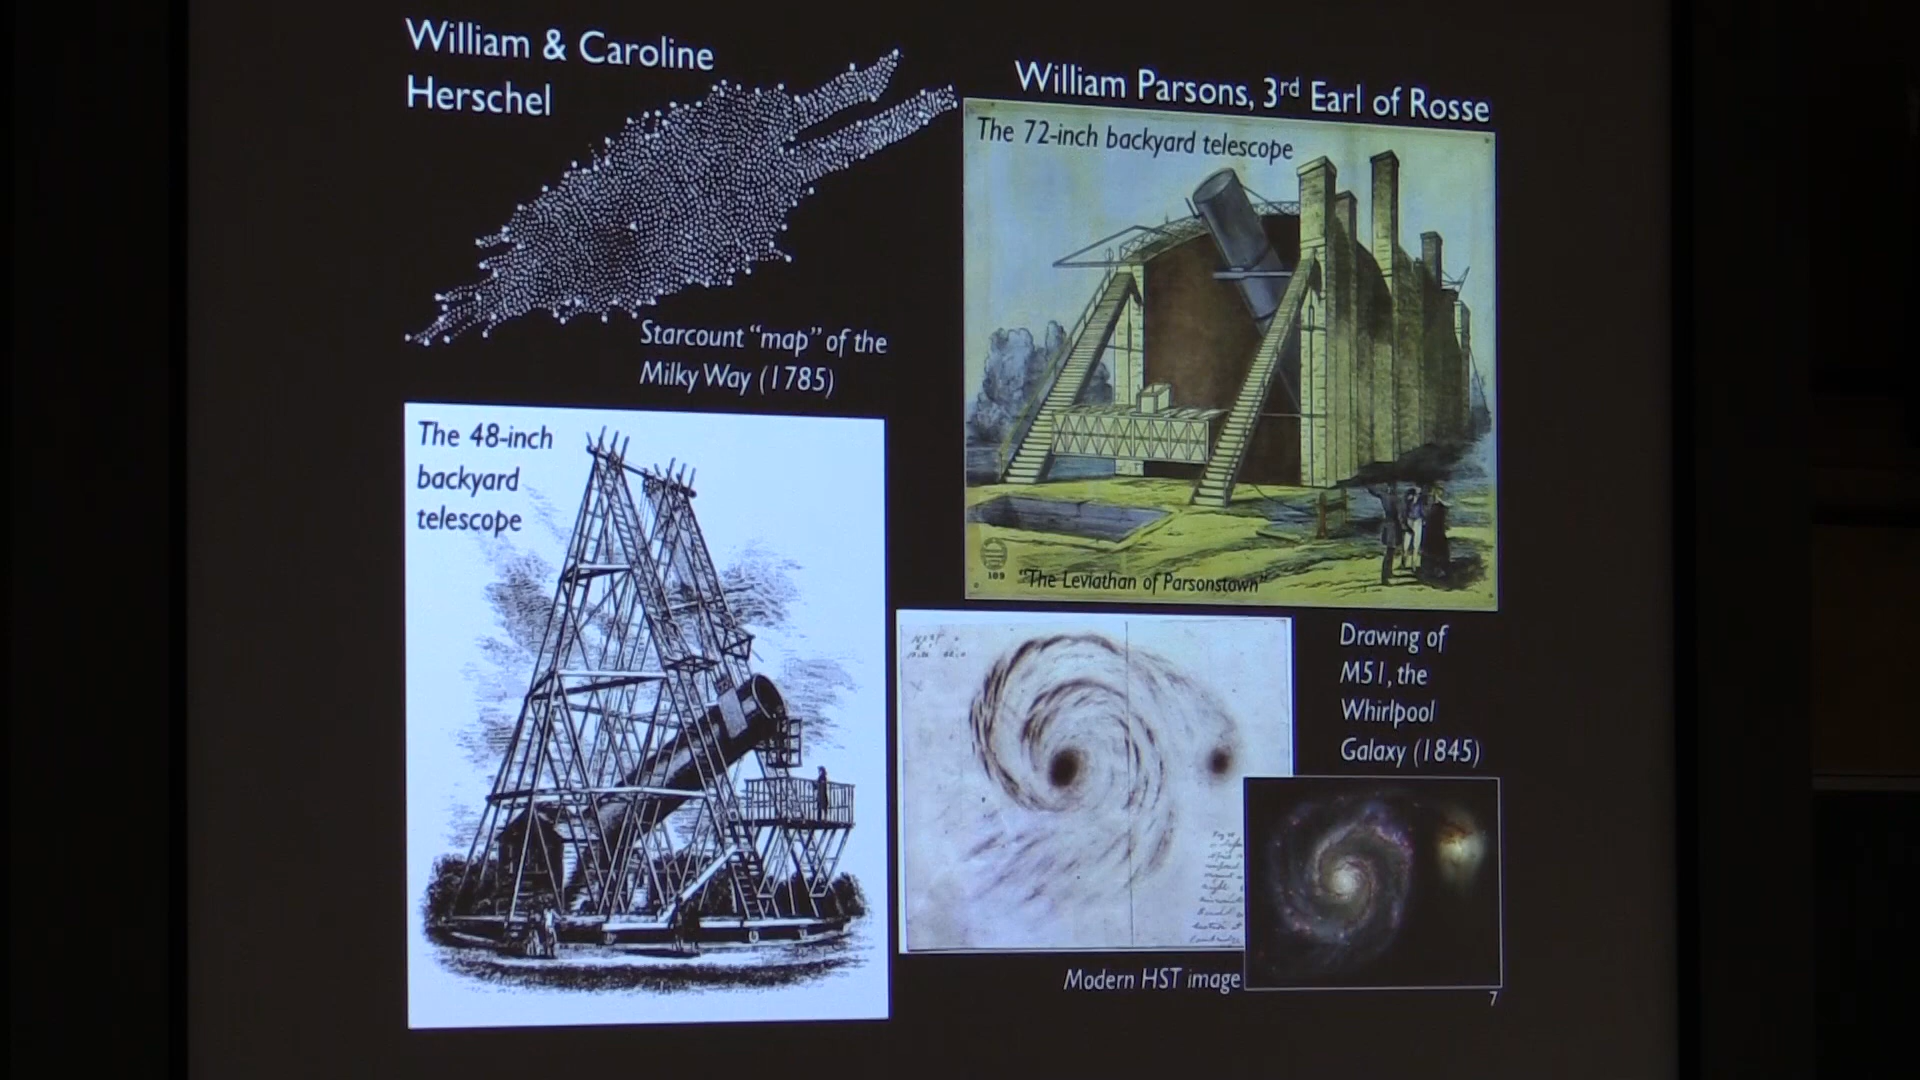 William & Caroline
Herschel
Starcount “map” of the
Milky Way (1785)
The 48-inch
backyard
telescope
William Parsons, 3rd Earl of Rosse
The 72-inch backyard telescope
109
“The Leviathan of Parsonstown”
Drawing of
M51, the
Whirlpool
Galaxy (1845)
Modern HST image
7